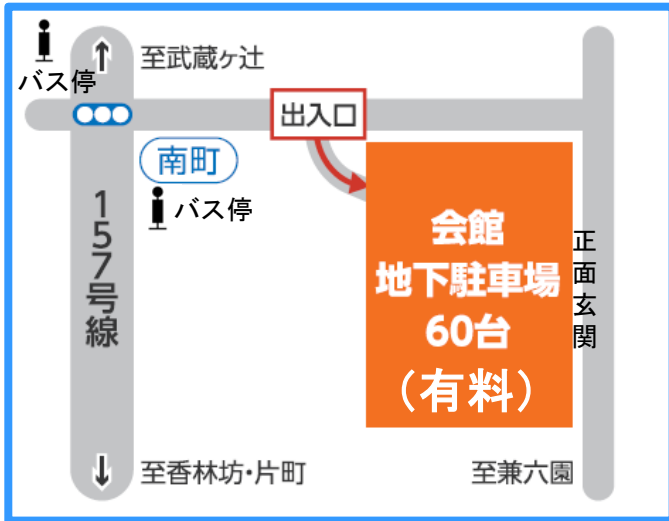 至武蔵ヶ辻
バス停
出入口
南町
バス停
157号線
会館
地下駐車場
60台
（有料）
正面玄関
至香林坊・片町
至兼六園